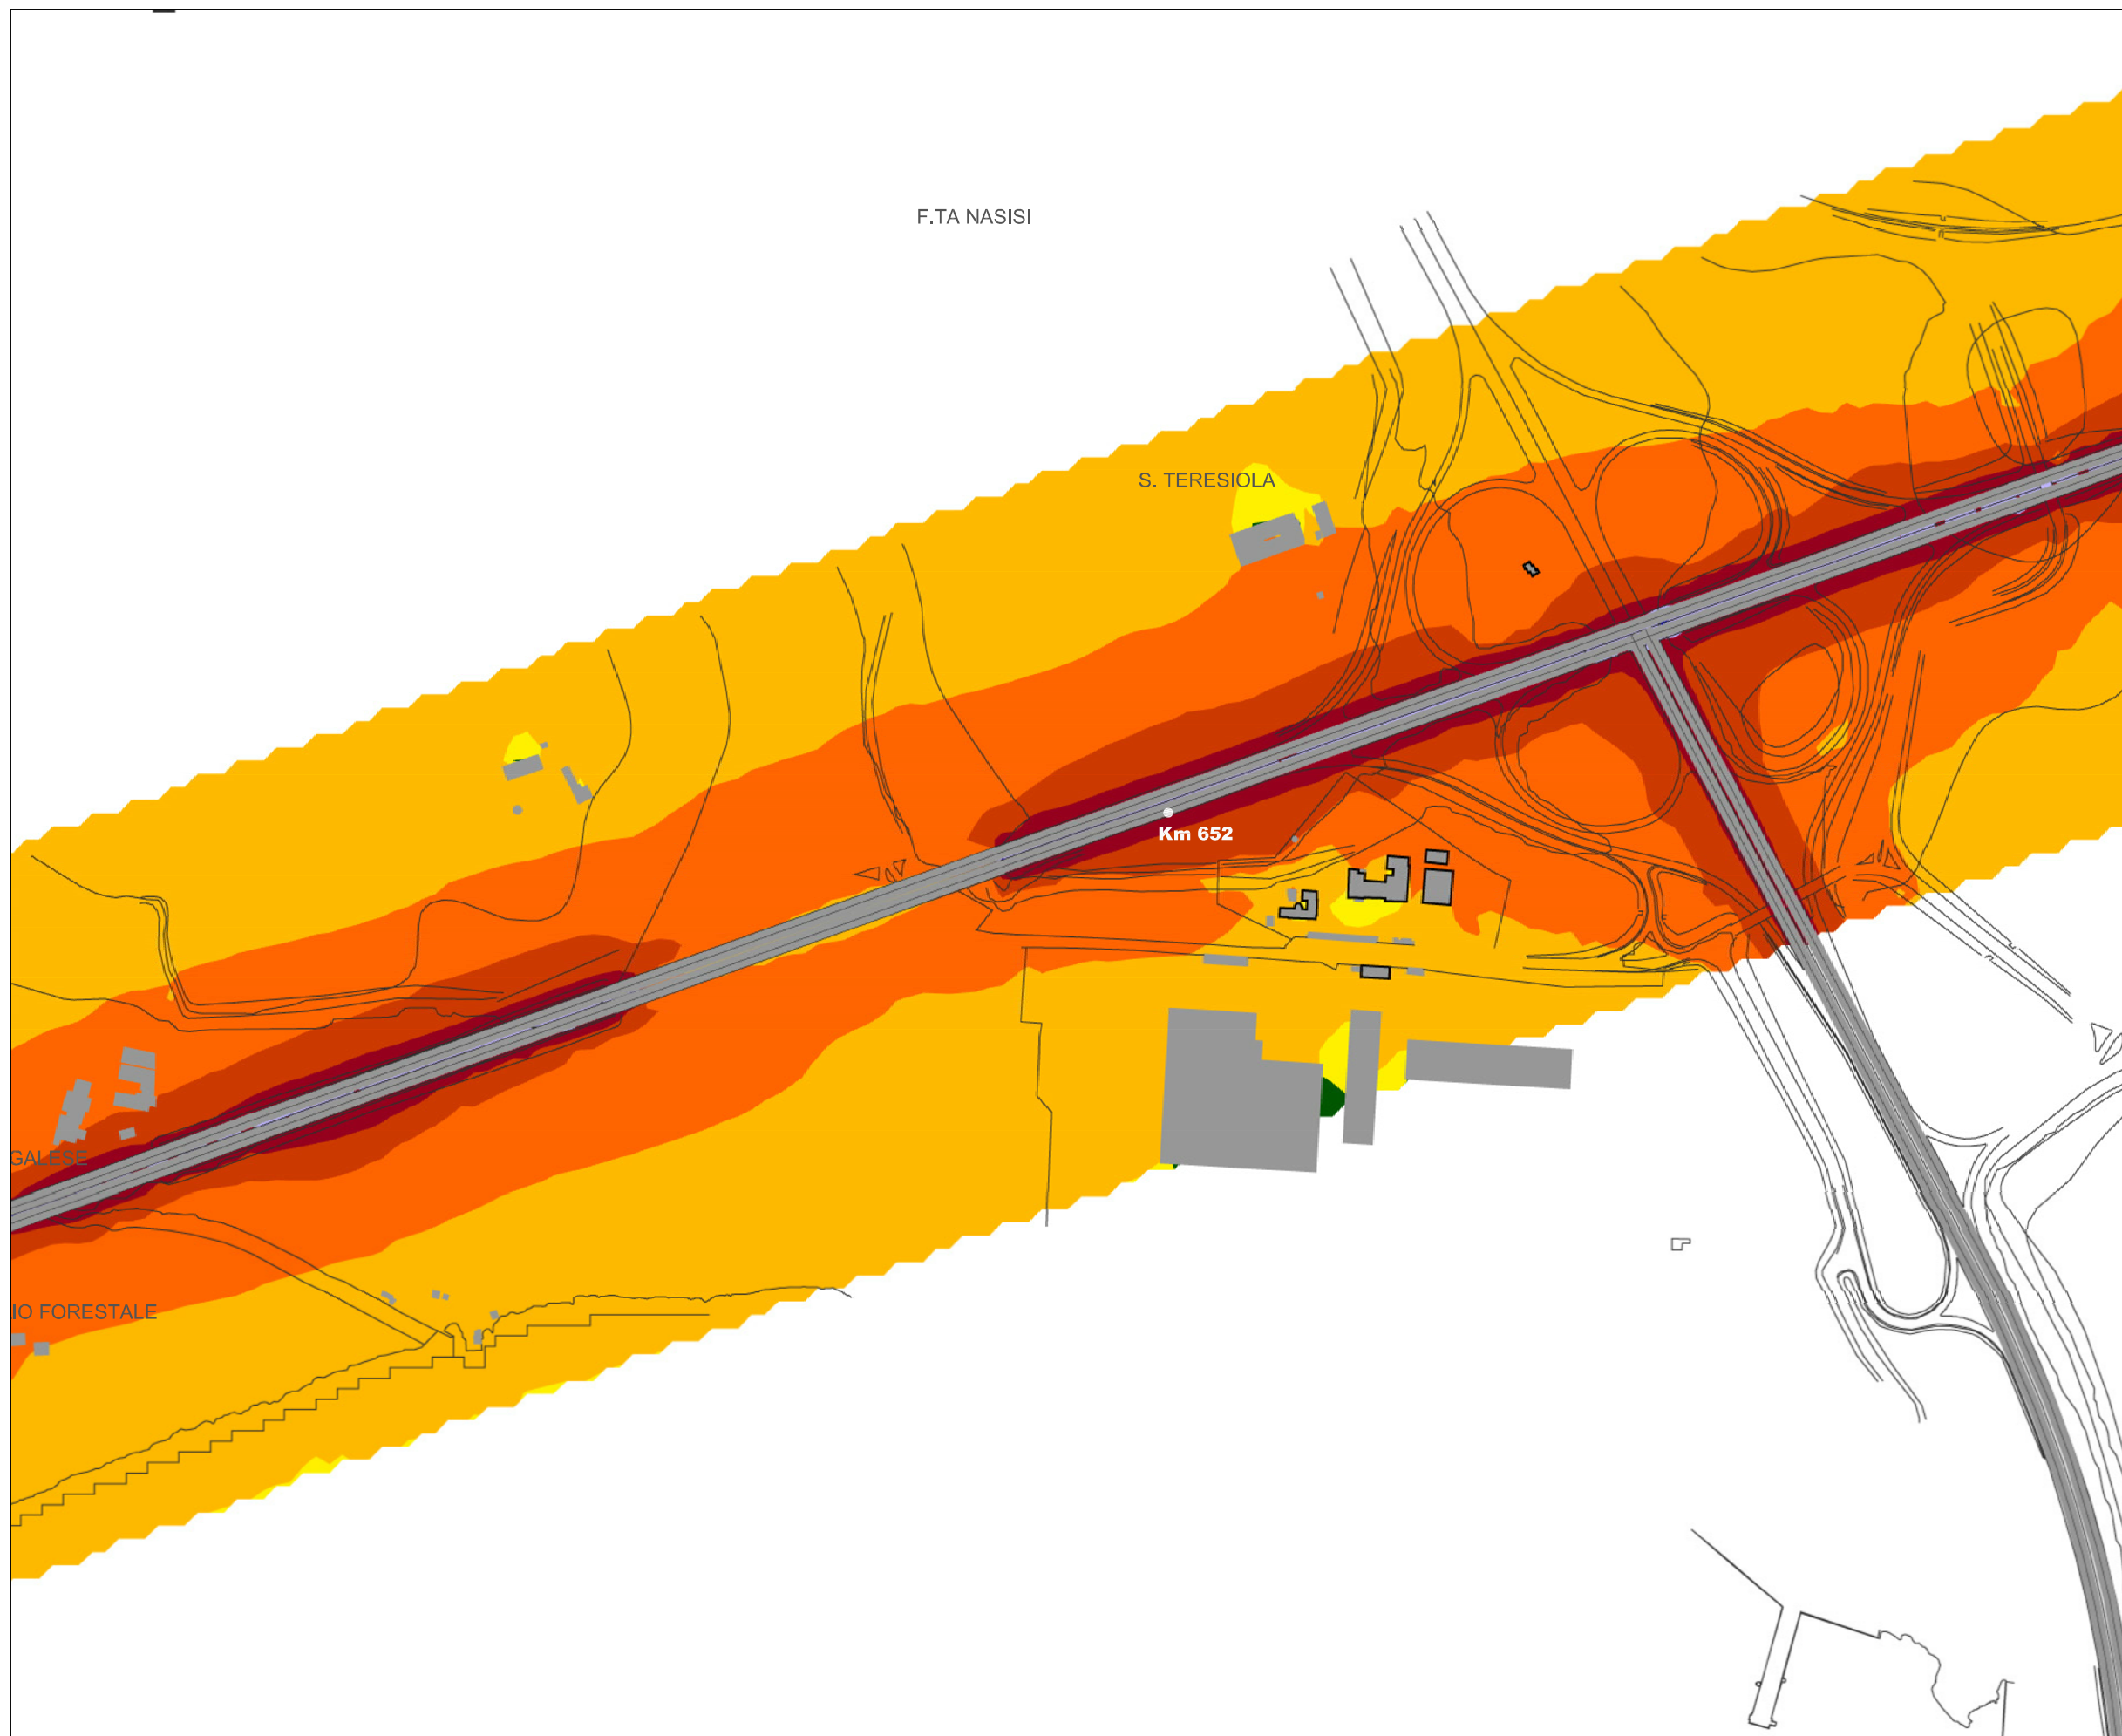 F.TA NASISI
S. TERESIOLA
Km 652
GALESE
IO FORESTALE